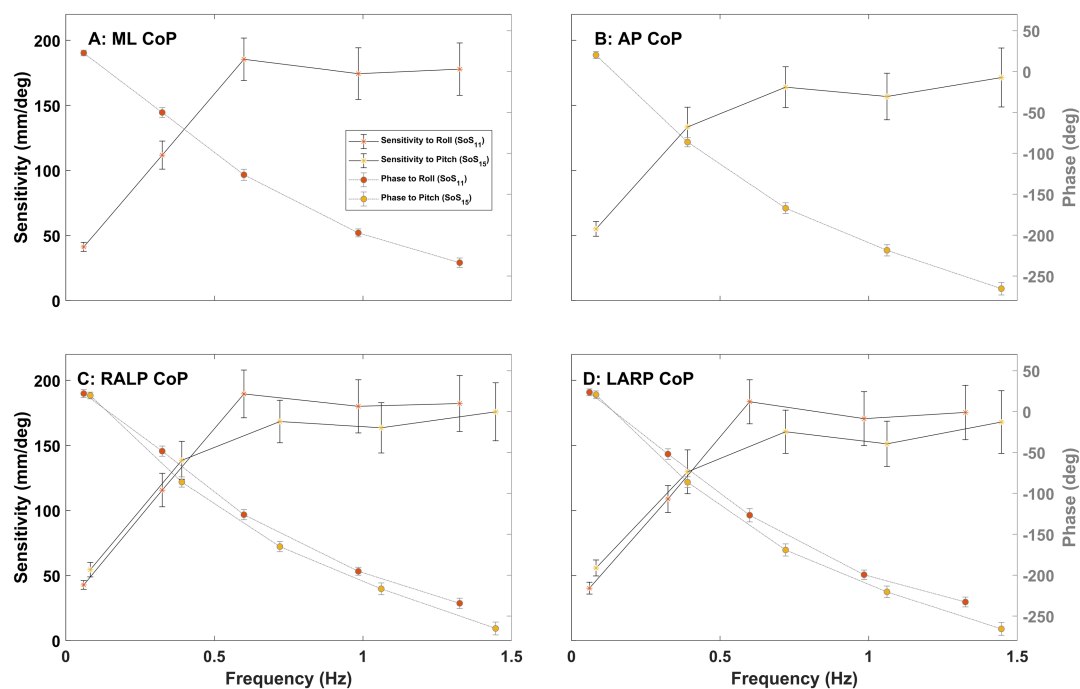 A: ML CoP
B: AP CoP
200
150
100
50
0
Sensitivity (mm/deg)
Sensitivity to Roll (SoS11)
Sensitivity to Pitch (SoS15)
Phase to Roll (SoS11)
Phase to Pitch (SoS15)
50
0
-50
-100
-150
-200
-250
Phase (deg)
C: RALP CoP
D: LARP CoP
200
150
100
50
0
Sensitivity (mm/deg)
50
0
-50
-100
-150
-200
-250
Phase (deg)
0 0.5 1 1.5
Frequency (Hz)
0 0.5 1 1.5
Frequency (Hz)